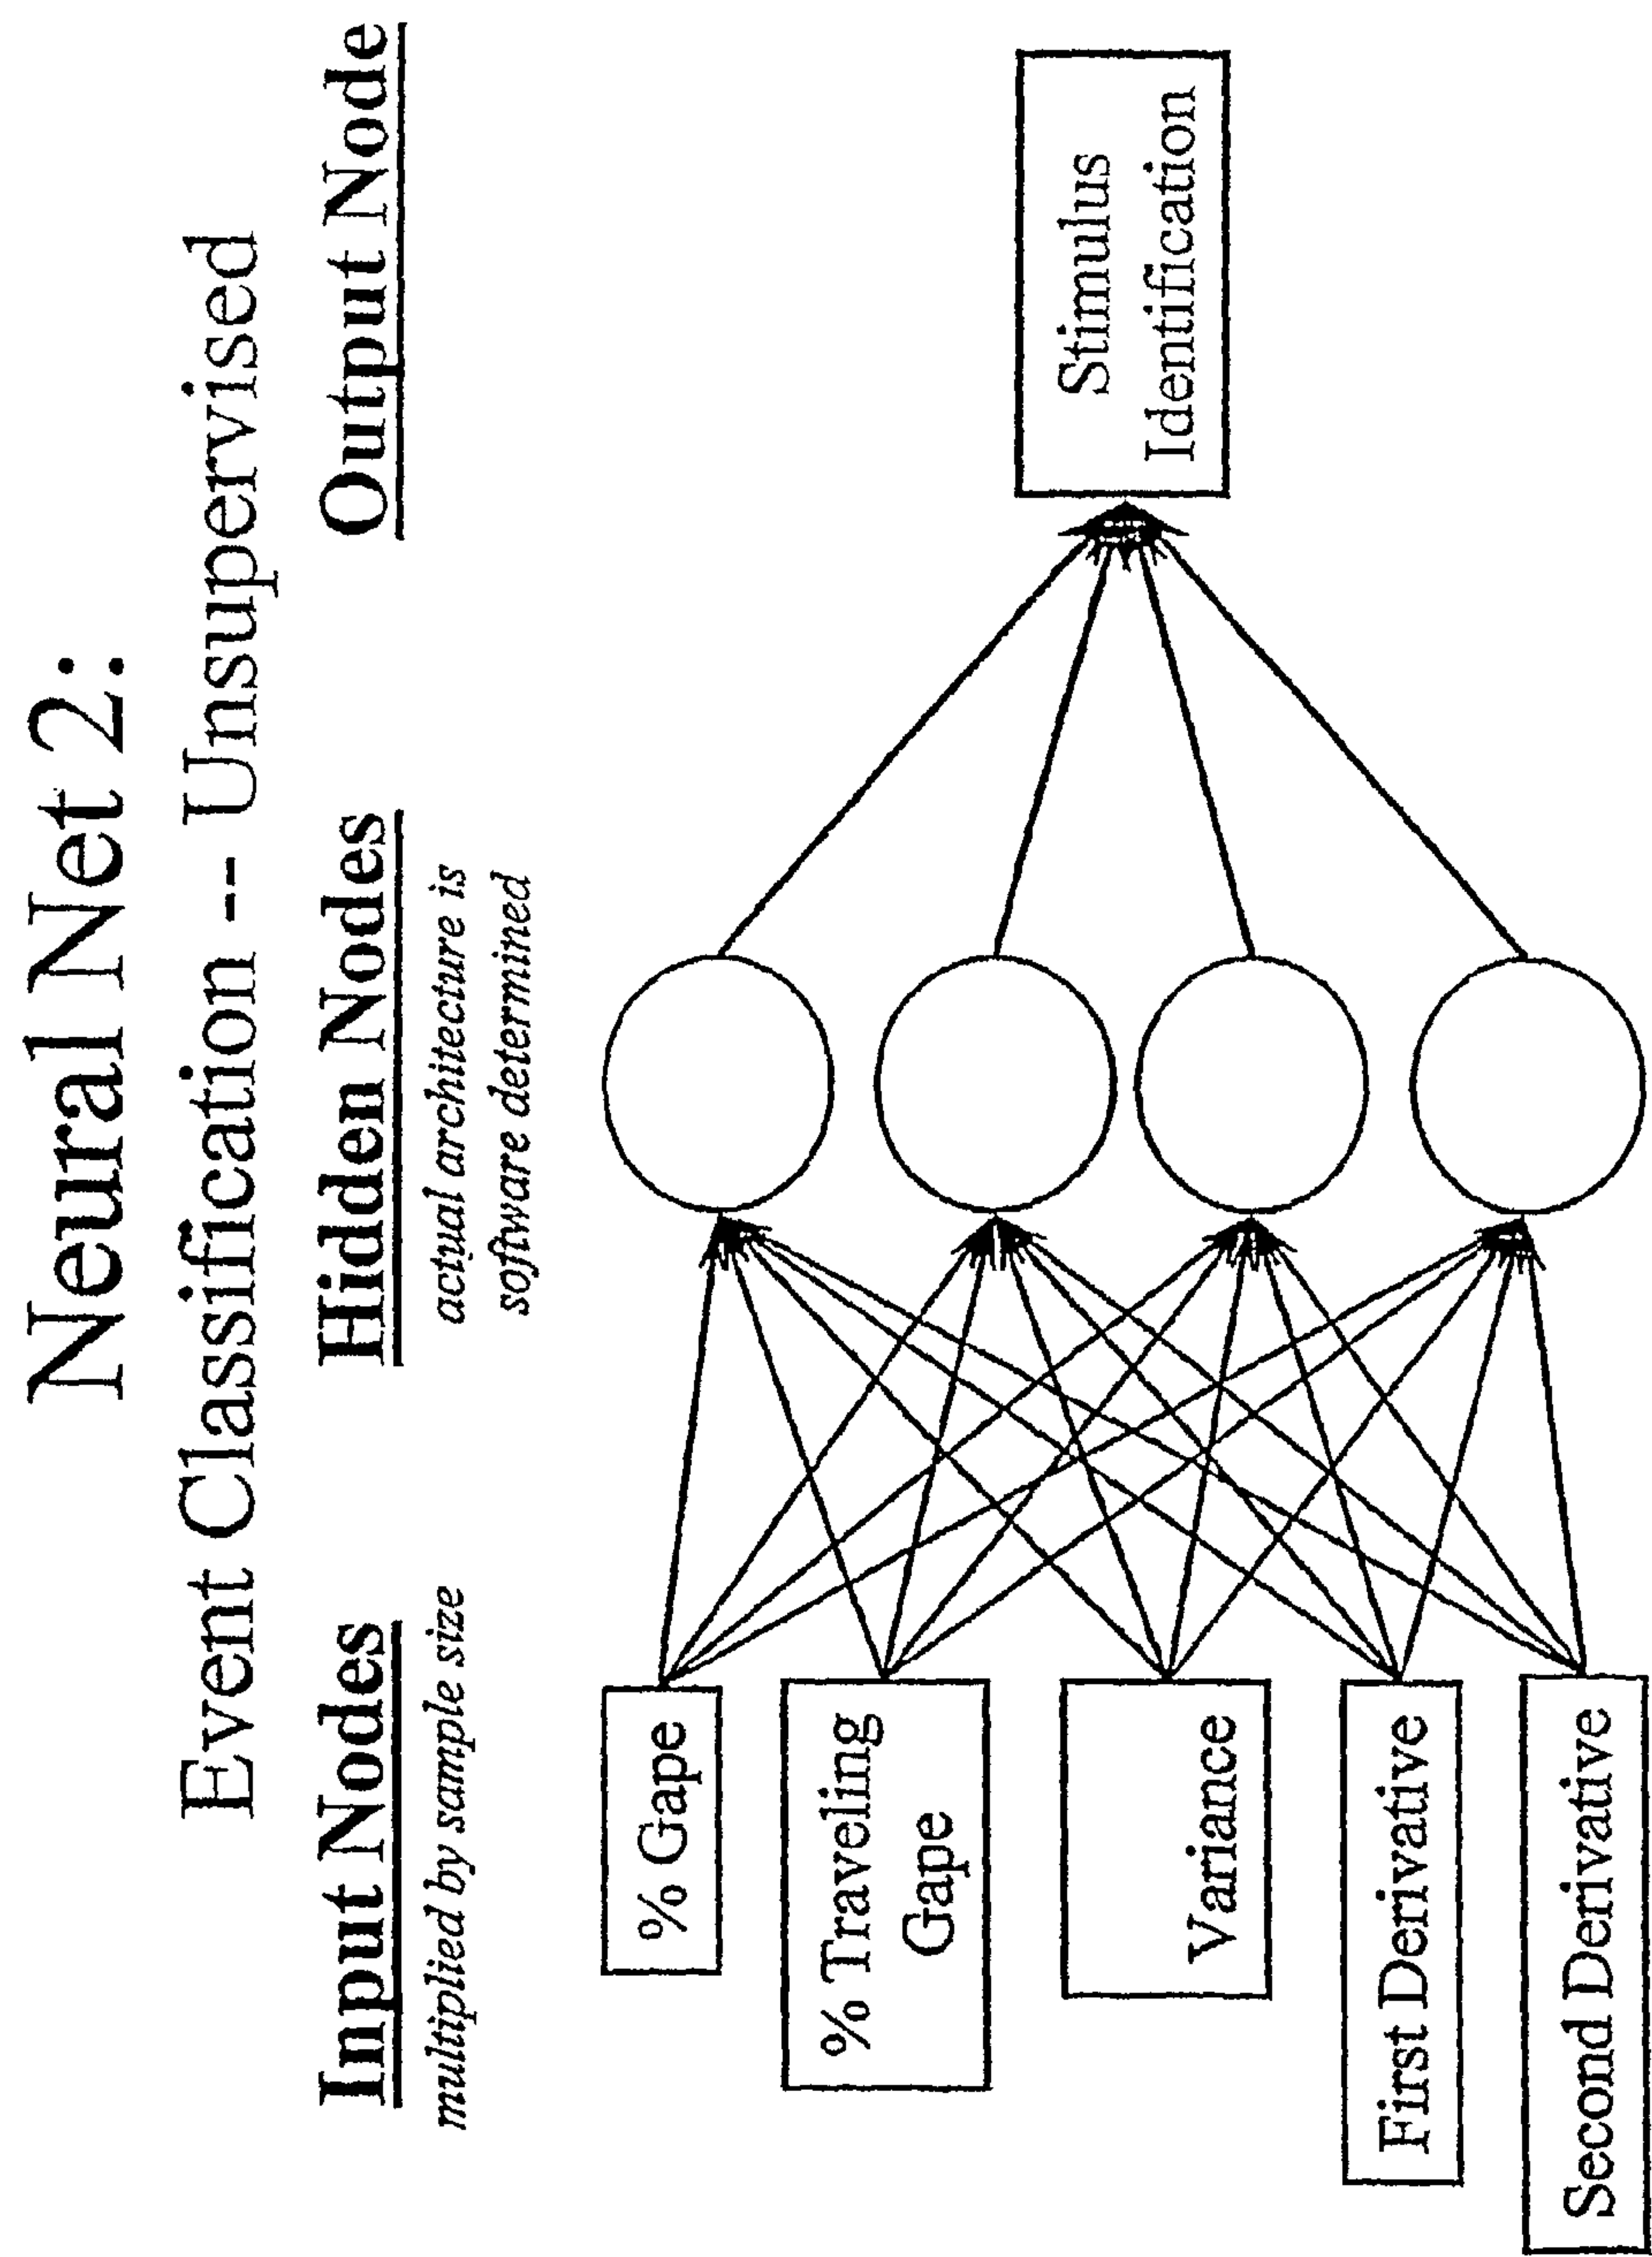 Neural Net 2:
Event Classification -- Unsupervised
Input Nodes
multiplied by sample size
Hidden Nodes
actual architecture is
software determined
Output Node
% Gape
% Traveling
Gape
Variance
First Derivative
Second Derivative
Stimulus
Identification